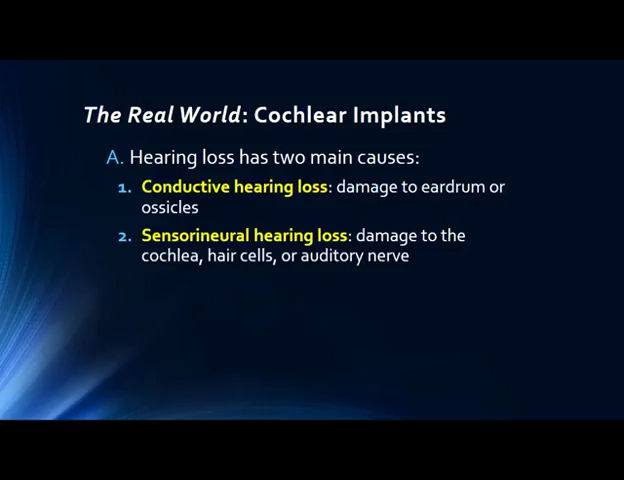 The Real World: Cochlear Implants
A. Hearing loss has two main causes:
1. Conductive hearing loss: damage to eardrum or
ossicles
2. Sensorineural hearing loss: damage to the
cochlea, hair cells, or auditory nerve